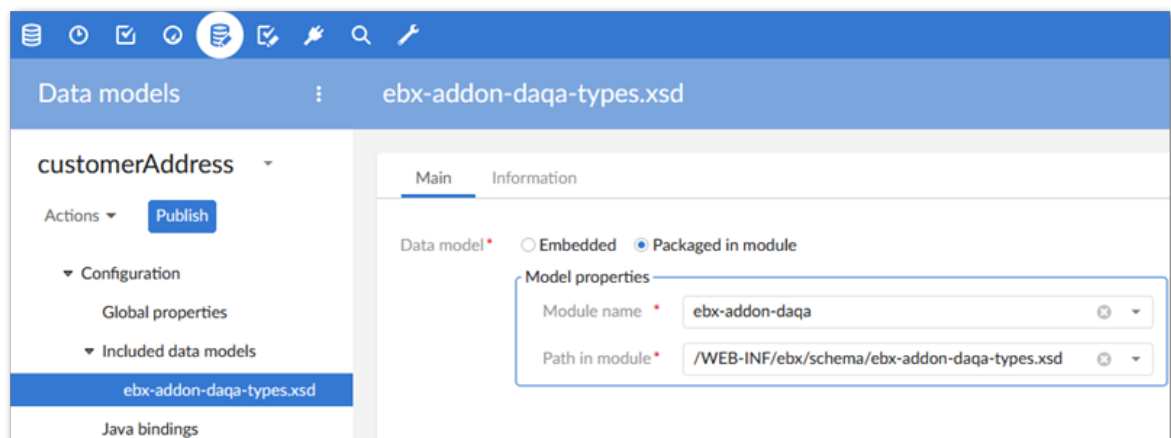 Data models
ebx-addon-daqa-types.xsd
customerAddress
Actions
Publish
Configuration
Global properties
Included data models
ebx-addon-daqa-types.xsd
Java bindings
Main Information
Data model* Embedded Packaged in module
Model properties
Module name * ebx-addon-daqa
Path in module* /WEB-INF/ebx/schema/ebx-addon-daqa-types.xsd